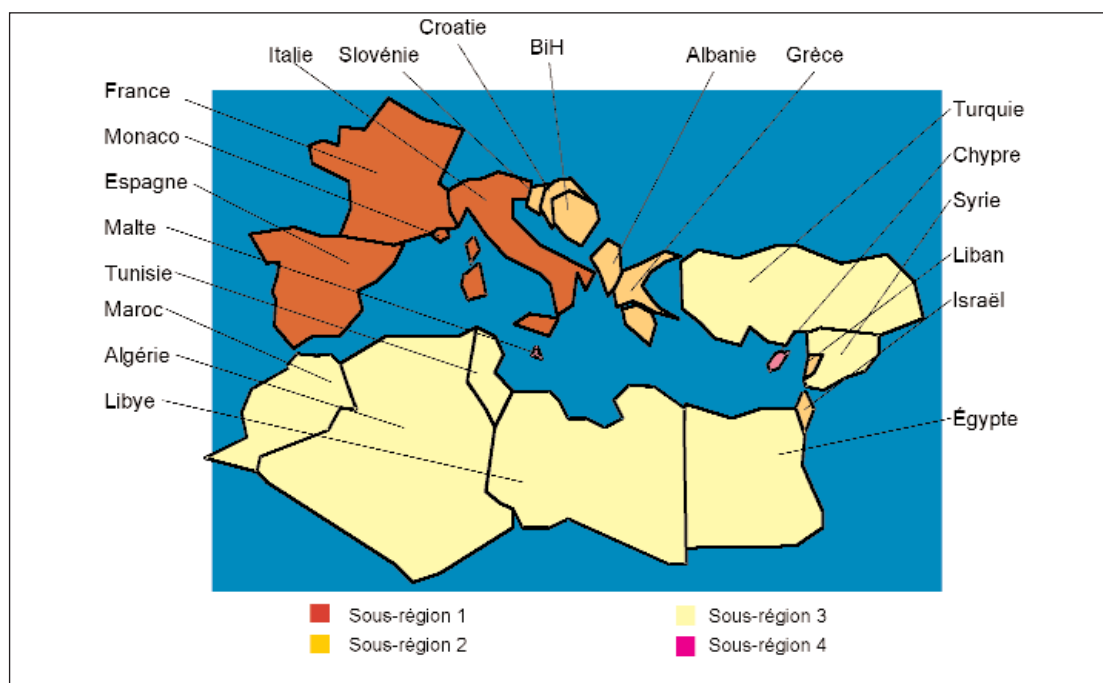 Croatie
Italie
Slovénie
BiH
Albanie
Grèce
France
Monaco
Espagne
Malte
Tunisie
Maroc
Algérie
Libye
Turquie
Chypre
Syrie
Liban
Israël
Égypte
Sous-région 1
Sous-région 2
Sous-région 3
Sous-région 4